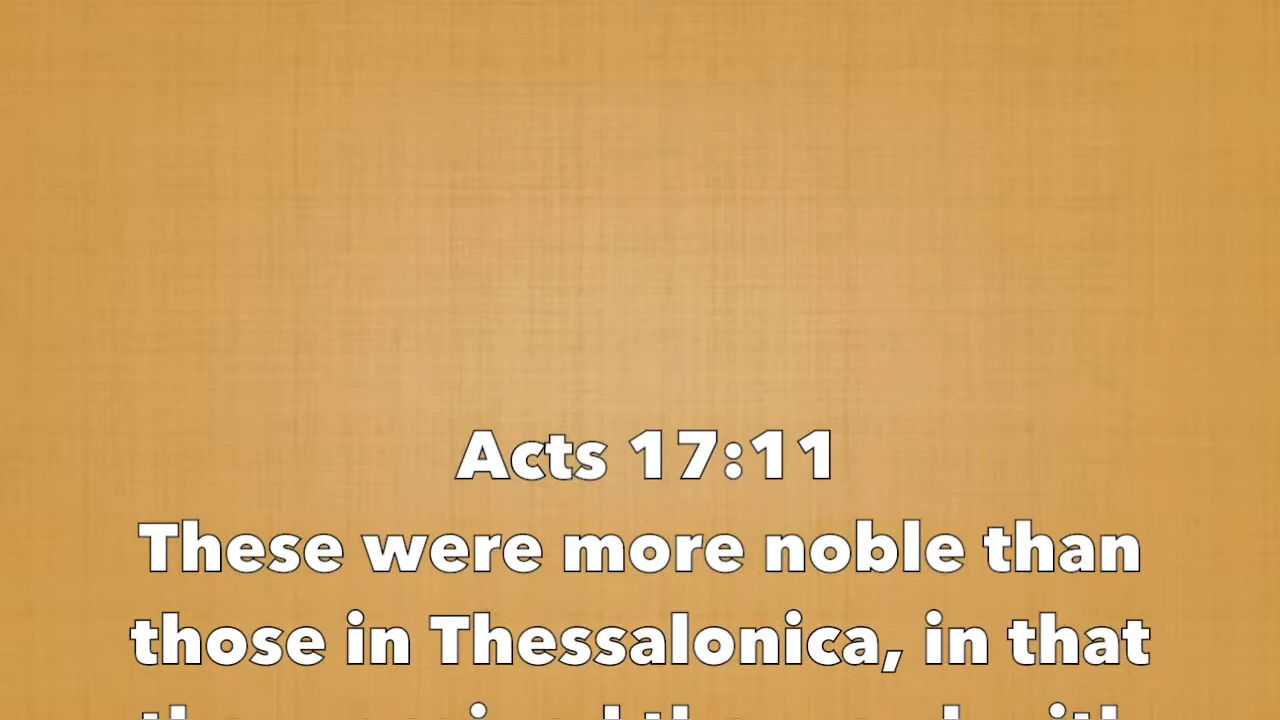 Acts 17:11
These were more noble than
those in Thessalonica, in that